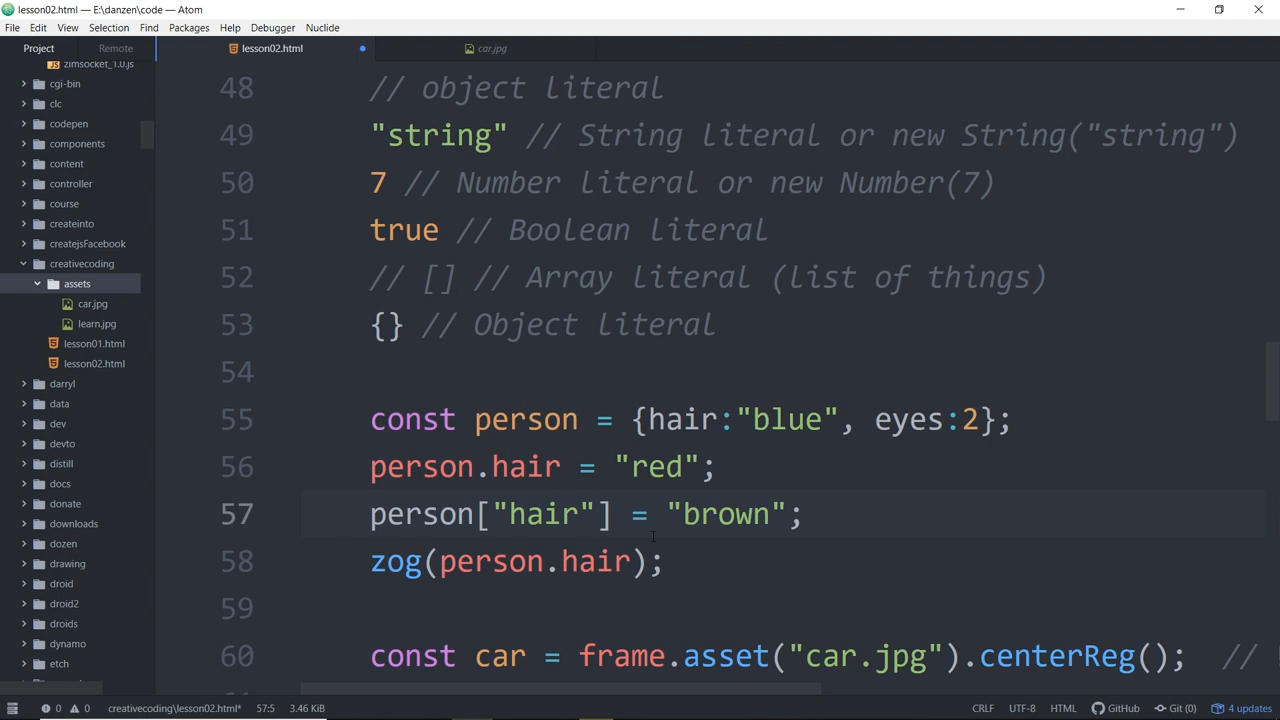 lesson02.html — E:\danzen\code — Atom
File Edit View Selection Find Packages Help Debugger Nuclide
Project Remote lesson02.html car.jpg
zimsocket_1.0.js
cgi-bin
clc
codepen
components
content
controller
course
createinto
createjsFacebook
creativecoding
assets
car.jpg
learn.jpg
lesson01.html
lesson02.html
darryl
data
dev
devto
distill
docs
donate
downloads
dozen
drawing
droid
droid2
droids
dynamo
etch
48 // object literal
49 "string" // String literal or new String("string")
50 7 // Number literal or new Number(7)
51 true // Boolean literal
52 // [] // Array literal (list of things)
53 {} // Object literal
54
55 const person = {hair:"blue", eyes:2};
56 person.hair = "red";
57 person["hair"] = "brown";
58 zog(person.hair);
59
60 const car = frame.asset("car.jpg").centerReg(); //
0 0 creativecoding\lesson02.html* 57:5 3.46 KiB CRLF UTF-8 HTML GitHub Git (0) 4 updates